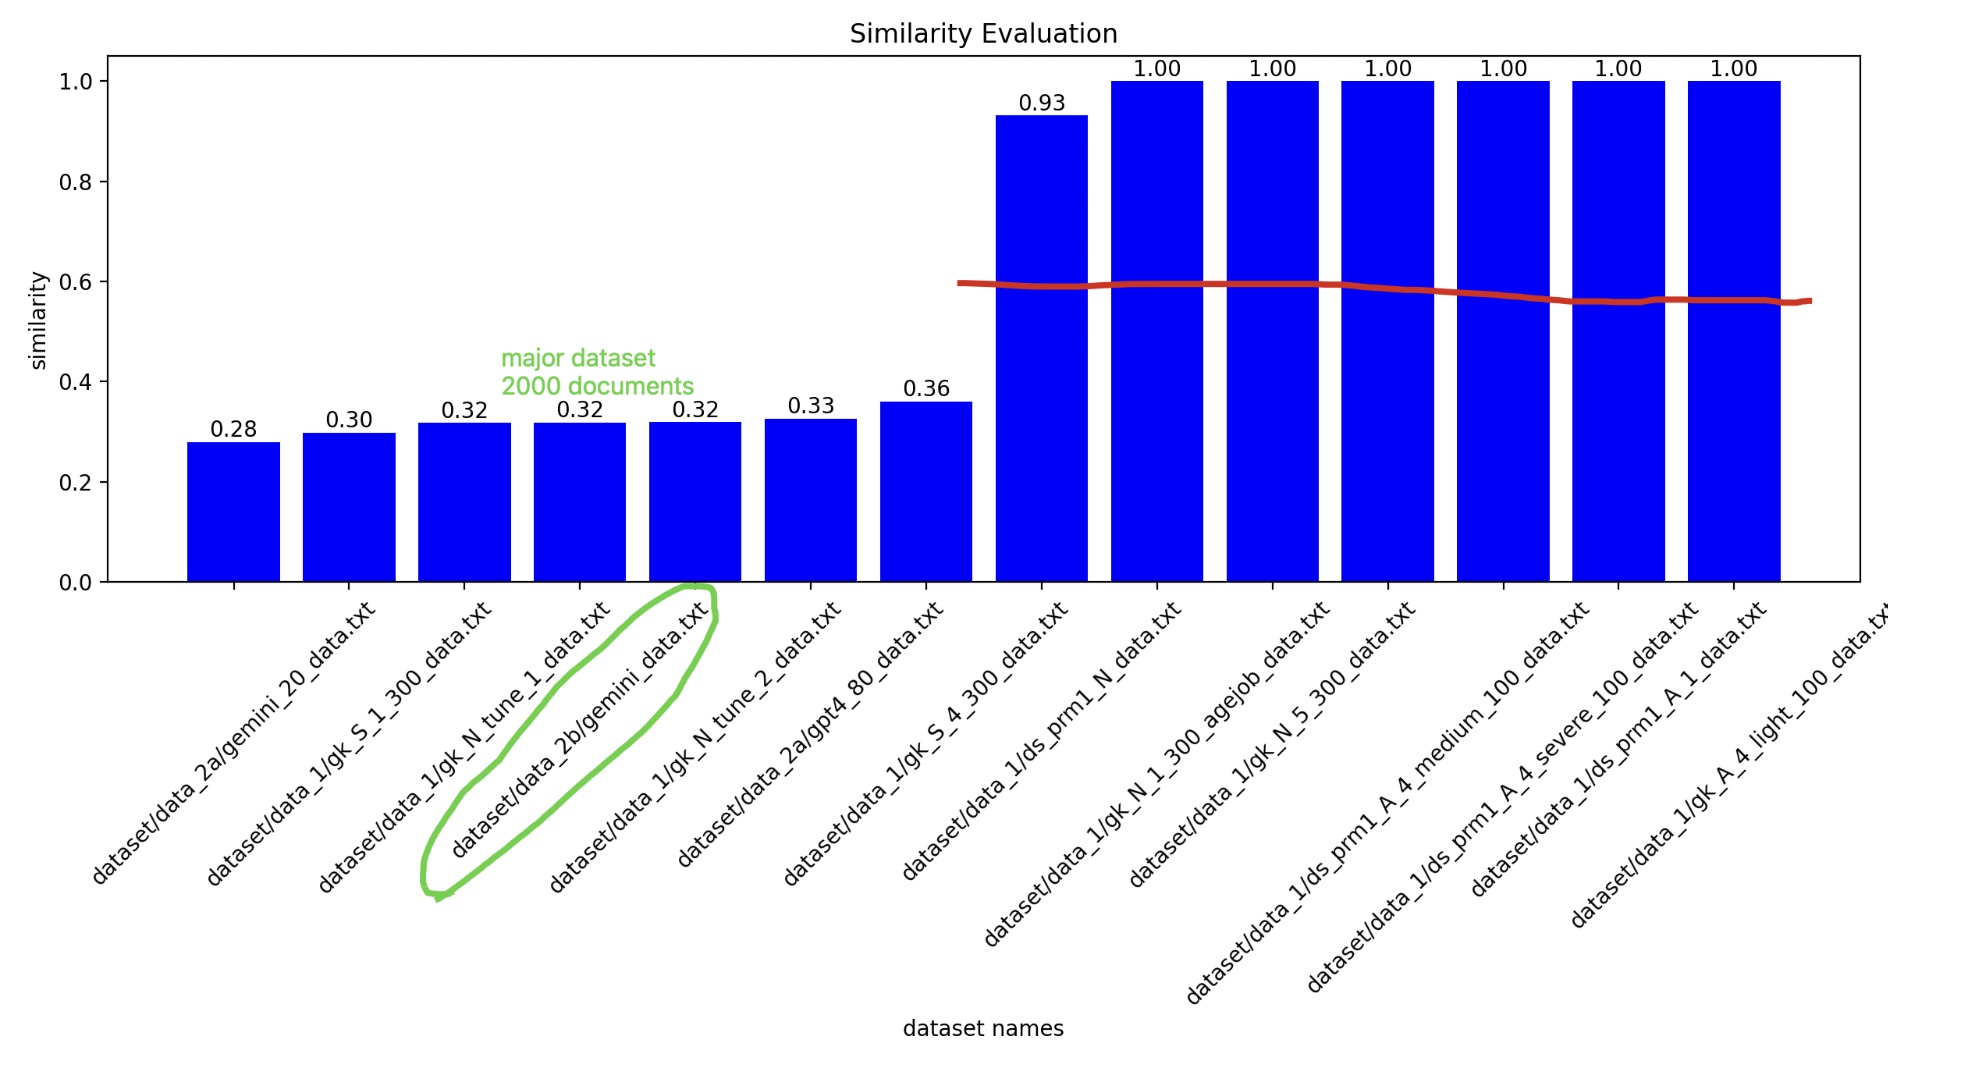 Similarity Evaluation
1.0
0.8
0.6
0.4
0.2
0.0
similarity
0.28
0.30
0.32
0.32
0.32
0.33
0.36
0.93
1.00
1.00
1.00
1.00
1.00
1.00
major dataset
2000 documents
dataset/data_2a/gemini_20_data.txt
dataset/data_1/gk_S_1_300_data.txt
dataset/data_1/gk_N_tune_1_data.txt
dataset/data_2b/gemini_data.txt
dataset/data_1/gk_N_tune_2_data.txt
dataset/data_2a/gpt4_80_data.txt
dataset/data_1/gk_S_4_300_data.txt
dataset/data_1/ds_prm1_N_data.txt
dataset/data_1/gk_N_1_300_agejob_data.txt
dataset/data_1/gk_N_5_300_data.txt
dataset/data_1/ds_prm1_A_4_medium_100_data.txt
dataset/data_1/ds_prm1_A_4_severe_100_data.txt
dataset/data_1/ds_prm1_A_1_data.txt
dataset/data_1/gk_A_4_light_100_data.txt
dataset names